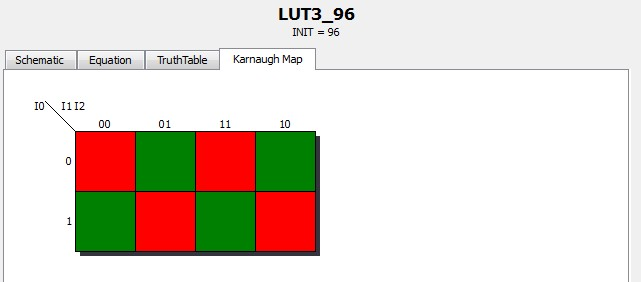 LUT3_96
INIT = 96
Schematic Equation TruthTable Karnaugh Map
I0 I1 I2
00 01 11 10
0
1